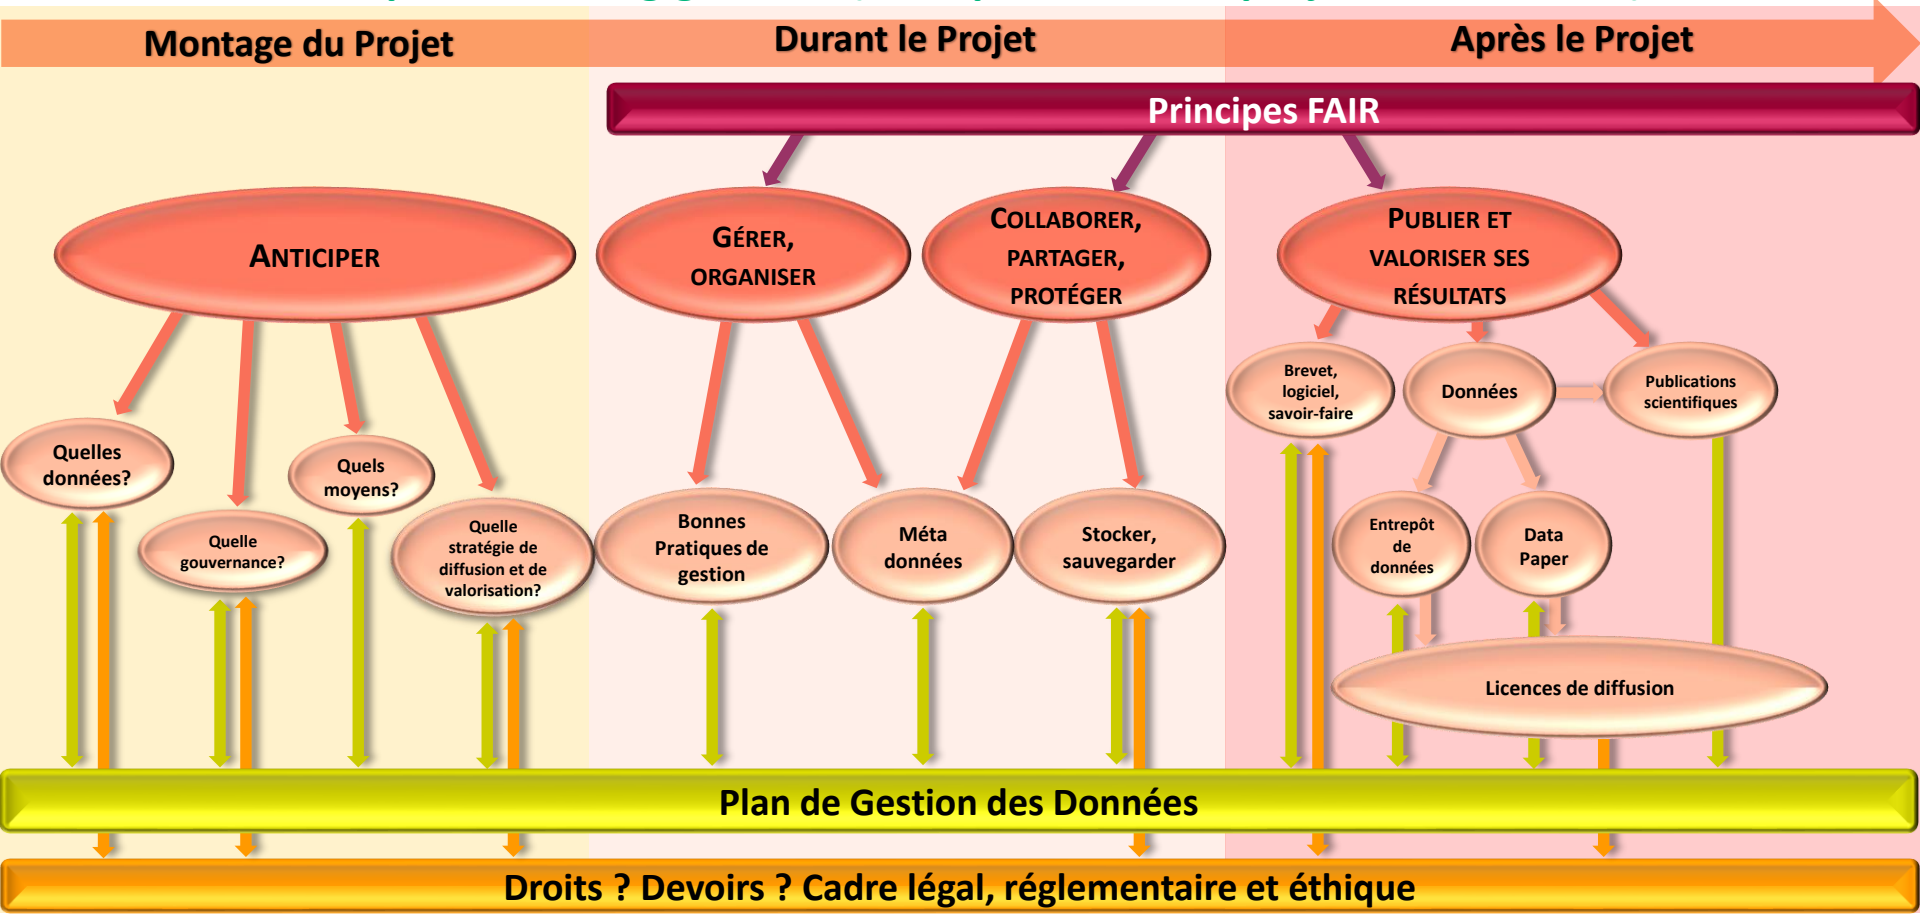 Montage du Projet
Durant le Projet
Après le Projet
Principes FAIR
ANTICIPER
GÉRER,
ORGANISER
COLLABORER,
PARTAGER,
PROTÉGER
PUBLIER ET
VALORISER SES
RÉSULTATS
Brevet,
logiciel,
savoir-faire
Données
Publications
scientifiques
Quelles
données?
Quelle
gouvernance?
Quels
moyens?
Quelle
stratégie de
diffusion et de
valorisation?
Bonnes
Pratiques de
gestion
Méta
données
Stocker,
sauvegarder
Entrepôt
de
données
Data
Paper
Licences de diffusion
Plan de Gestion des Données
Droits ? Devoirs ? Cadre légal, réglementaire et éthique